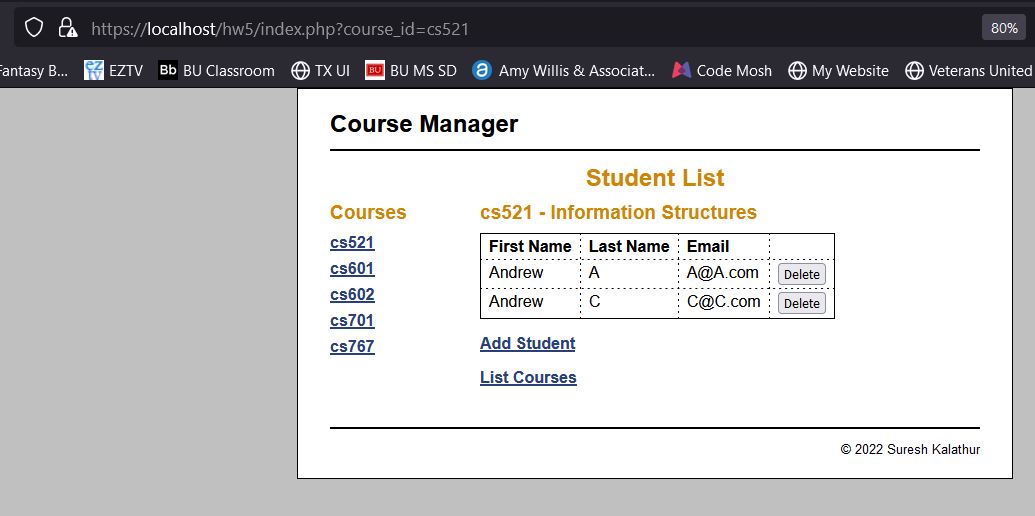 https://localhost/hw5/index.php?course_id=cs521 80%
Fantasy B... EZTV Bb BU Classroom TX UI BU BU MS SD a Amy Willis & Associat... Code Mosh My Website Veterans United
Course Manager
Student List
Courses
cs521
cs601
cs602
cs701
cs767
cs521 - Information Structures
First Name Last Name Email
Andrew A A@A.com Delete
Andrew C C@C.com Delete
Add Student
List Courses
© 2022 Suresh Kalathur